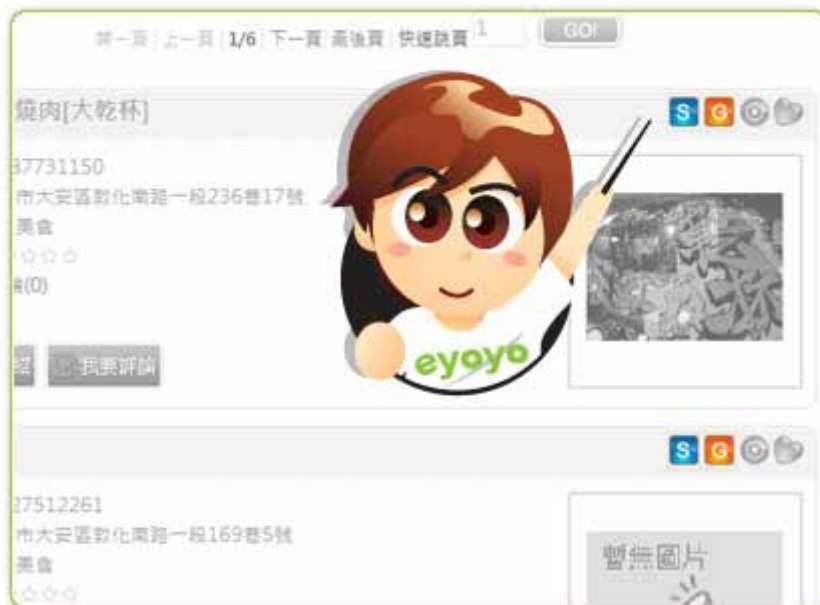 第一頁 | 上一頁 | 1/6 | 下一頁 | 最後頁 | 快速跳頁 1 GO!
燒肉[大乾杯]
S G
87731150
市大安區敦化南路一段236巷17號
美食
☆☆☆
(0)
我要評論
eyoyo
S G
27512261
市大安區敦化南路一段169巷5號
美食
☆☆☆
暫無圖片